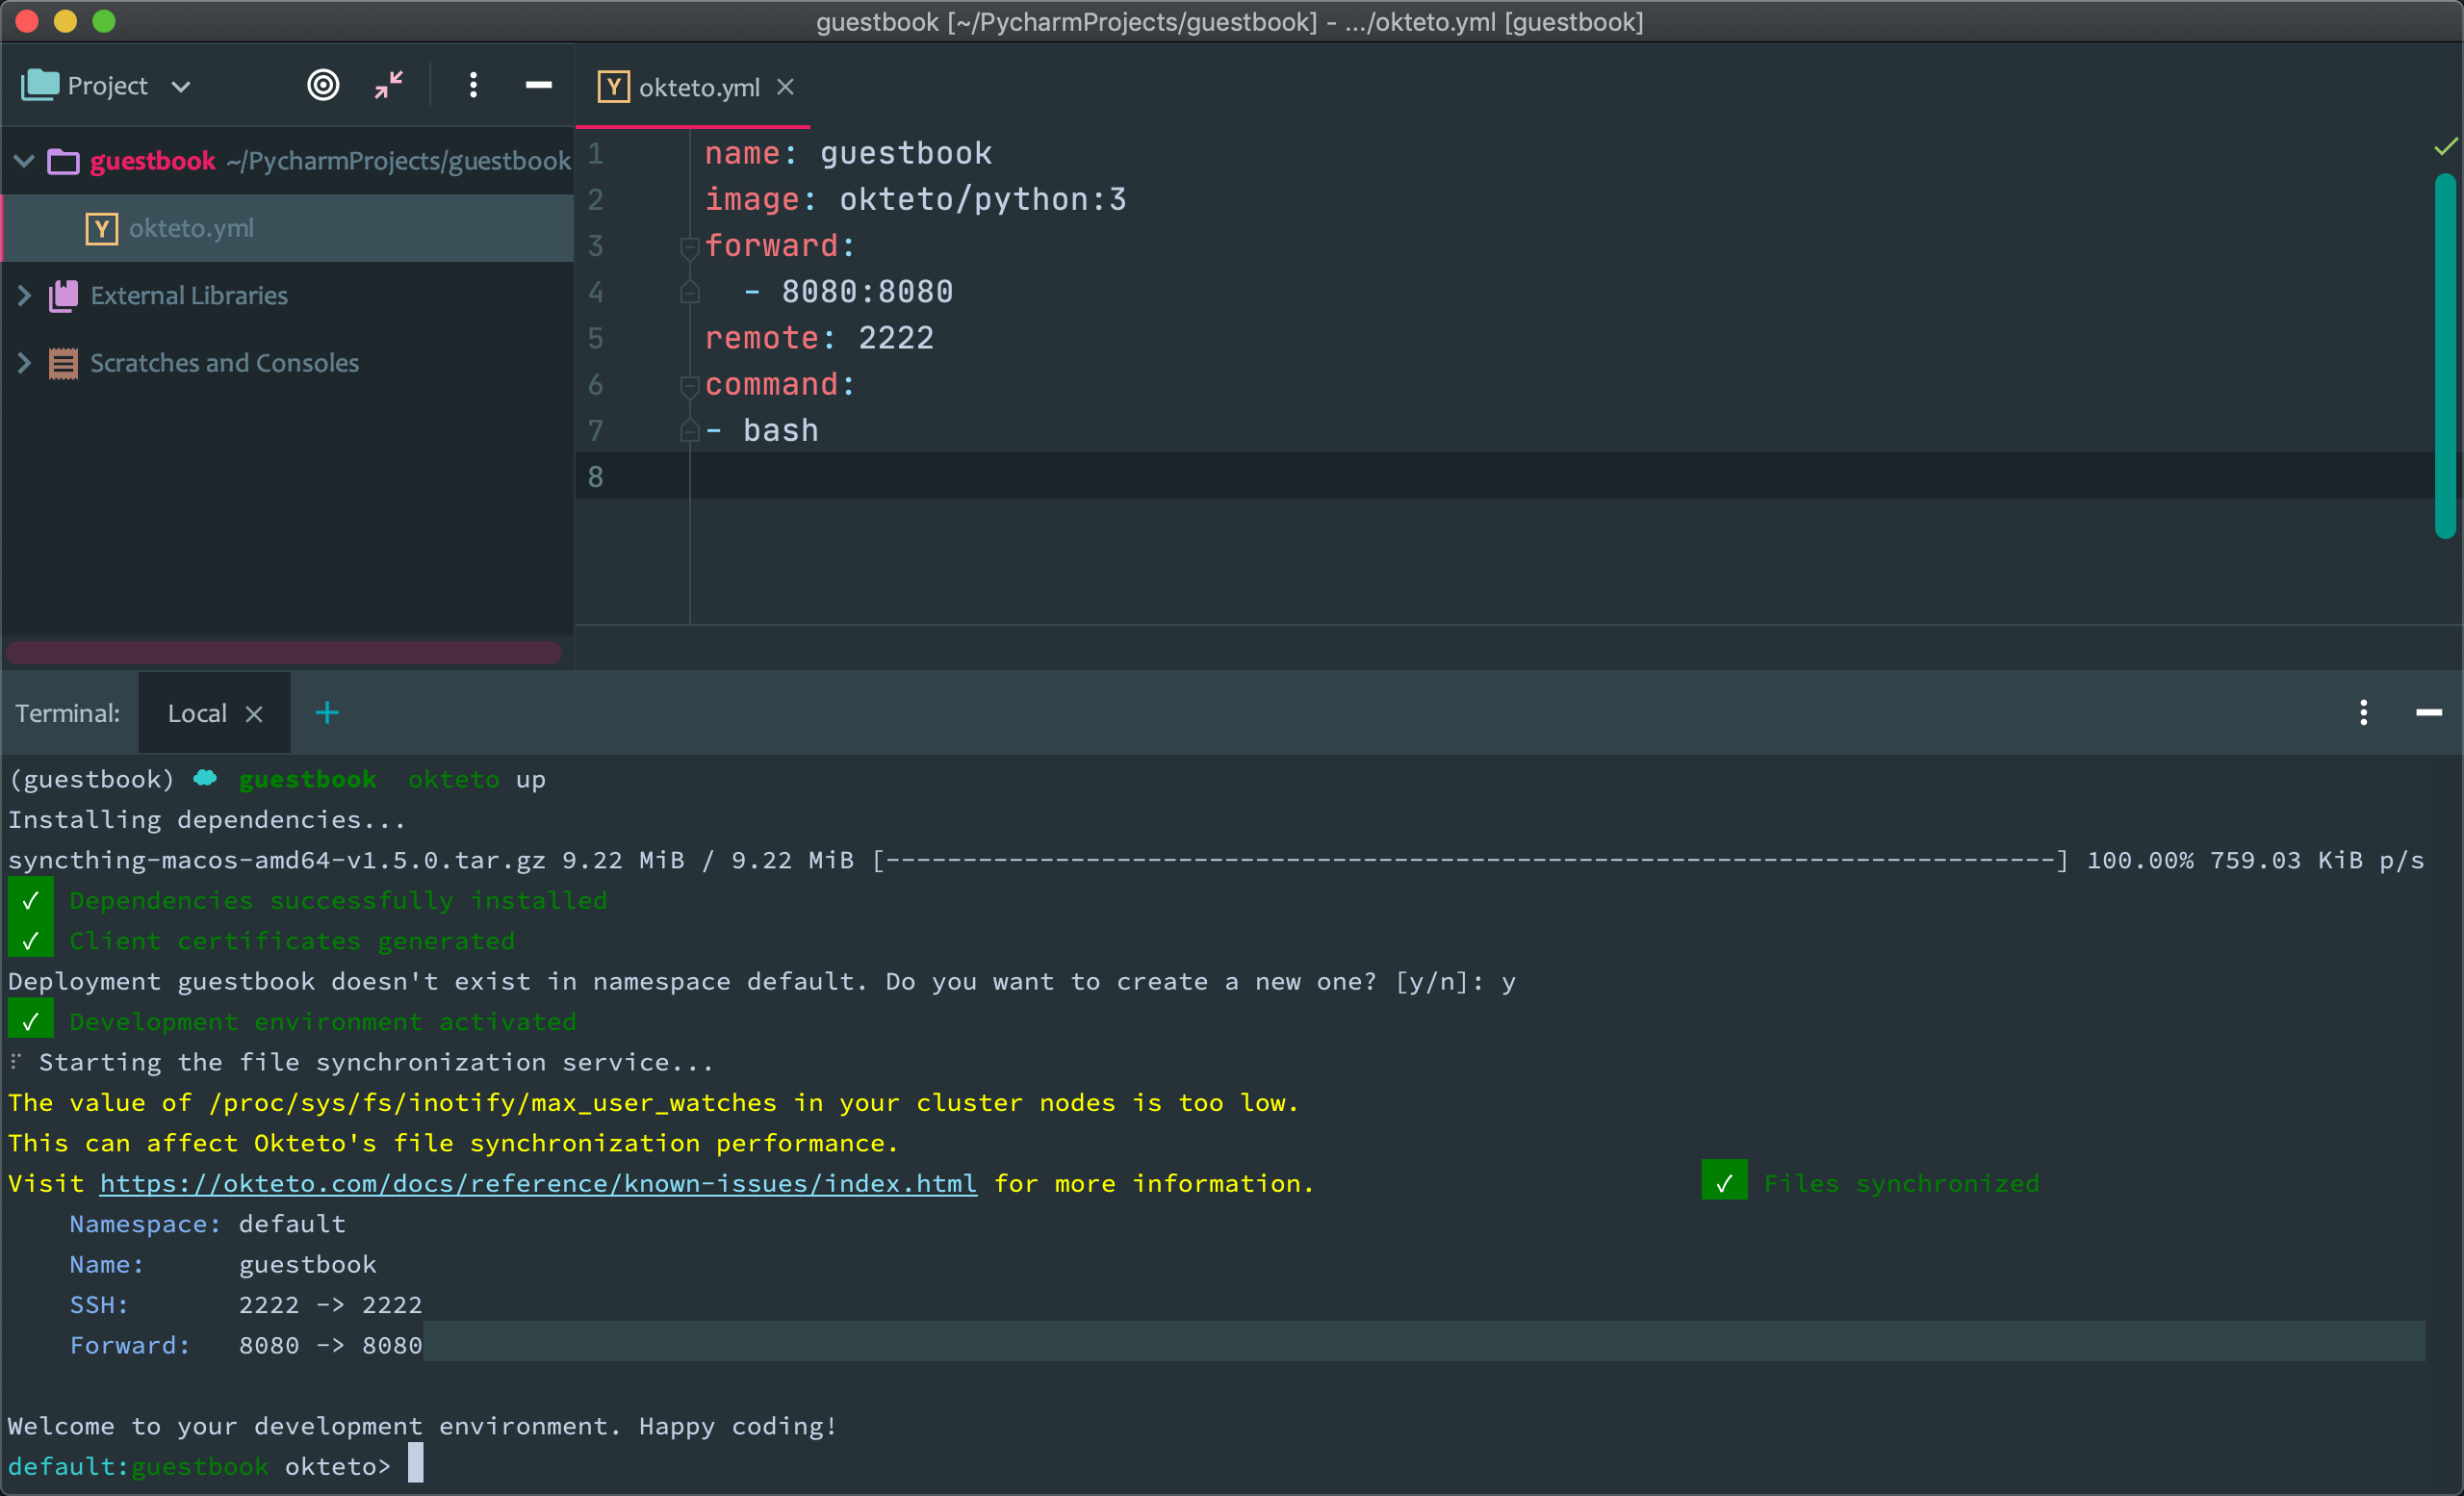 guestbook [~/PycharmProjects/guestbook] - .../okteto.yml [guestbook]
Project
okteto.yml
guestbook ~/PycharmProjects/guestbook
okteto.yml
External Libraries
Scratches and Consoles
1 name: guestbook
2 image: okteto/python:3
3 forward:
4   - 8080:8080
5 remote: 2222
6 command:
7 - bash
8
Terminal: Local
(guestbook) guestbook okteto up
Installing dependencies...
syncthing-macos-amd64-v1.5.0.tar.gz 9.22 MiB / 9.22 MiB [----------------------------------------------------------------------------] 100.00% 759.03 KiB p/s
✓ Dependencies successfully installed
✓ Client certificates generated
Deployment guestbook doesn't exist in namespace default. Do you want to create a new one? [y/n]: y
✓ Development environment activated
Starting the file synchronization service...
The value of /proc/sys/fs/inotify/max_user_watches in your cluster nodes is too low.
This can affect Okteto's file synchronization performance.
Visit https://okteto.com/docs/reference/known-issues/index.html for more information. ✓ Files synchronized
Namespace: default
Name: guestbook
SSH: 2222 -> 2222
Forward: 8080 -> 8080
Welcome to your development environment. Happy coding!
default:guestbook okteto>